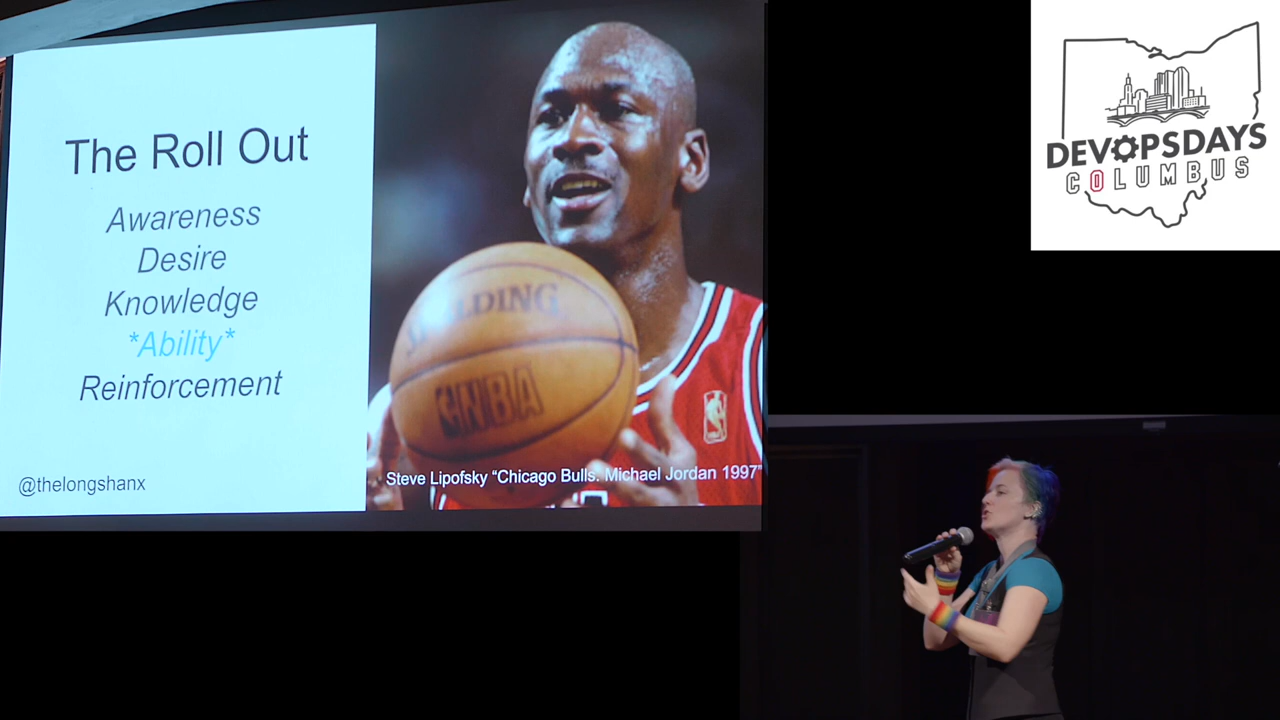 The Roll Out
Awareness
Desire
Knowledge
*Ability*
Reinforcement
@thelongshanx
SPALDING
NBA
Steve Lipofsky “Chicago Bulls. Michael Jordan 1997”
DEVOPSDAYS
COLUMBUS